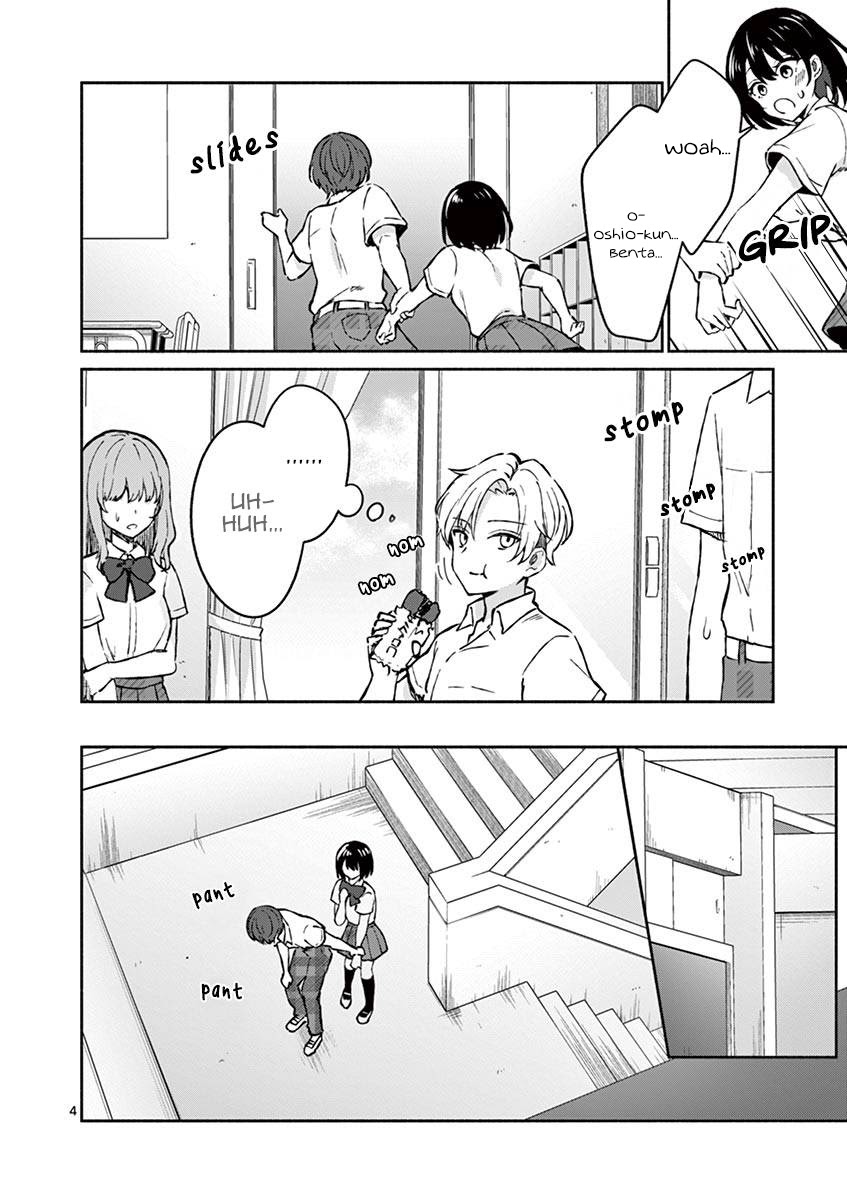 Woah...
O-
Oshio-kun...
Benta...
GRIP
slides
stomp
stomp
stomp
nom
nom
......
UH-
HUH...
pant
pant
4